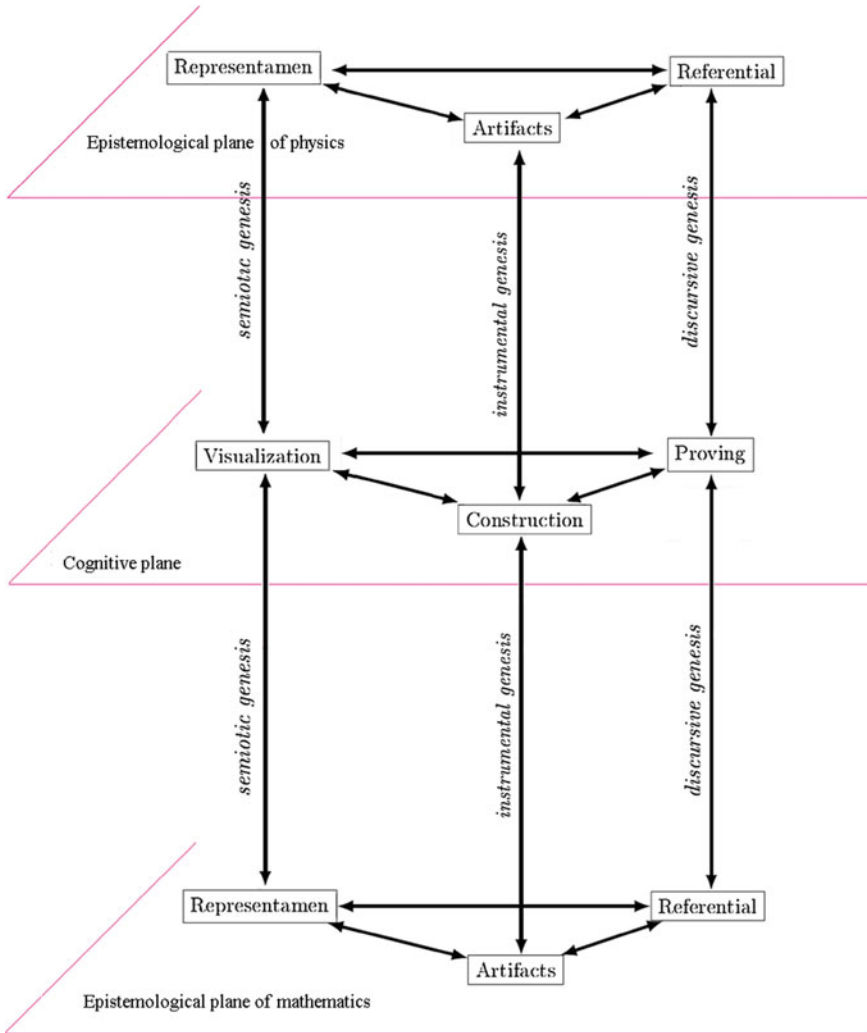 Representamen
Referential
Artifacts
Epistemological plane of physics
semiotic genesis
instrumental genesis
discursive genesis
Visualization
Proving
Construction
Cognitive plane
semiotic genesis
instrumental genesis
discursive genesis
Representamen
Referential
Artifacts
Epistemological plane of mathematics